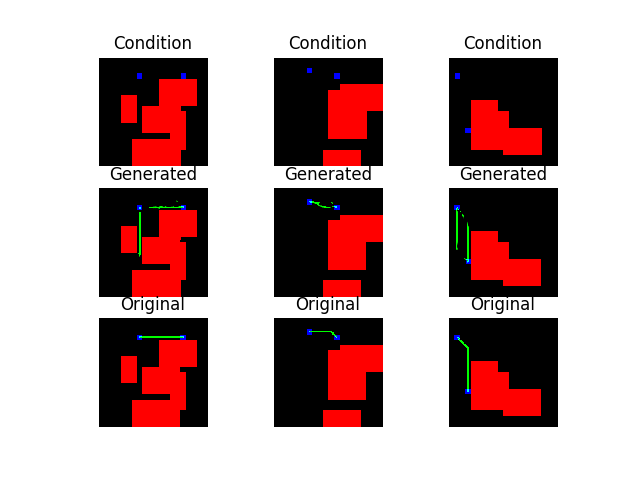 Condition Condition Condition
Generated Generated Generated
Original Original Original